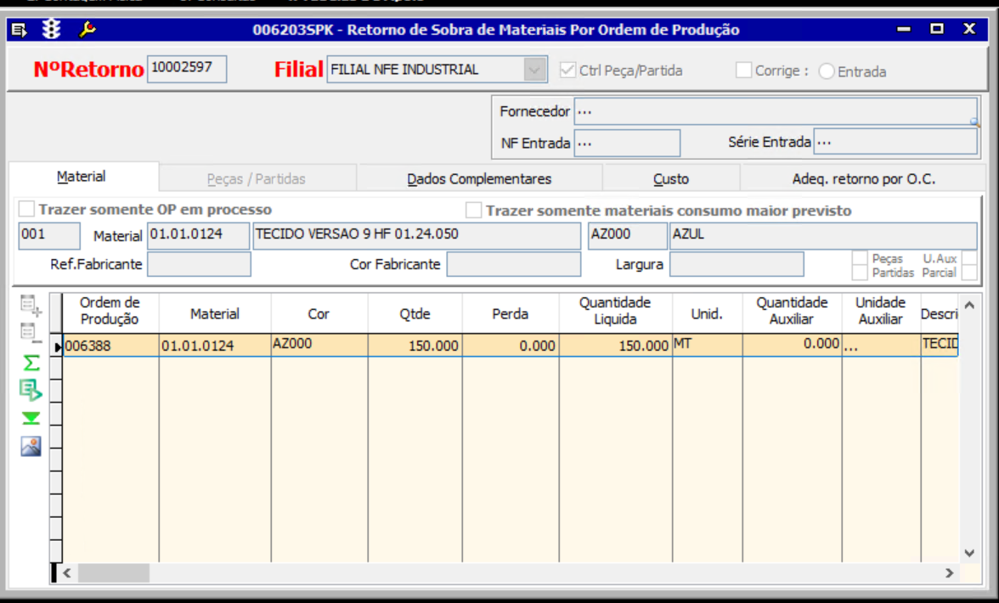 006203SPK - Retorno de Sobra de Materiais Por Ordem de Produção
NºRetorno 10002597 Filial FILIAL NFE INDUSTRIAL Ctrl Peça/Partida Corrige : Entrada
Fornecedor ...
NF Entrada ... Série Entrada ...
Material Peças / Partidas Dados Complementares Custo Adeq. retorno por O.C.
Trazer somente OP em processo Trazer somente materiais consumo maior previsto
001 Material 01.01.0124 TECIDO VERSAO 9 HF 01.24.050 AZ000 AZUL
Ref.Fabricante Cor Fabricante Largura Peças U.Aux
Partidas Parcial
Ordem de Produção Material Cor Qtde Perda Quantidade Liquida Unid. Quantidade Auxiliar Unidade Auxiliar Descri
006388 01.01.0124 AZ000 150.000 0.000 150.000 MT 0.000 ... TECID